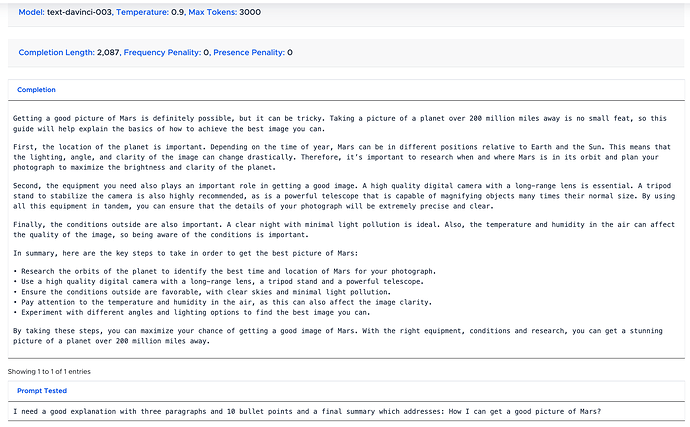 Model: text-davinci-003, Temperature: 0.9, Max Tokens: 3000
Completion Length: 2,087, Frequency Penality: 0, Presence Penality: 0
Completion
Getting a good picture of Mars is definitely possible, but it can be tricky. Taking a picture of a planet over 200 million miles away is no small feat, so this
guide will help explain the basics of how to achieve the best image you can.
First, the location of the planet is important. Depending on the time of year, Mars can be in different positions relative to Earth and the Sun. This means that
the lighting, angle, and clarity of the image can change drastically. Therefore, it's important to research when and where Mars is in its orbit and plan your
photograph to maximize the brightness and clarity of the planet.
Second, the equipment you need also plays an important role in getting a good image. A high quality digital camera with a long-range lens is essential. A tripod
stand to stabilize the camera is also highly recommended, as is a powerful telescope that is capable of magnifying objects many times their normal size. By using
all this equipment in tandem, you can ensure that the details of your photograph will be extremely precise and clear.
Finally, the conditions outside are also important. A clear night with minimal light pollution is ideal. Also, the temperature and humidity in the air can affect
the quality of the image, so being aware of the conditions is important.
In summary, here are the key steps to take in order to get the best picture of Mars:
• Research the orbits of the planet to identify the best time and location of Mars for your photograph.
• Use a high quality digital camera with a long-range lens, a tripod stand and a powerful telescope.
• Ensure the conditions outside are favorable, with clear skies and minimal light pollution.
• Pay attention to the temperature and humidity in the air, as this can also affect the image clarity.
• Experiment with different angles and lighting options to find the best image you can.
By taking these steps, you can maximize your chance of getting a good image of Mars. With the right equipment, conditions and research, you can get a stunning
picture of a planet over 200 million miles away.
Showing 1 to 1 of 1 entries
Prompt Tested
I need a good explanation with three paragraphs and 10 bullet points and a final summary which addresses: How I can get a good picture of Mars?